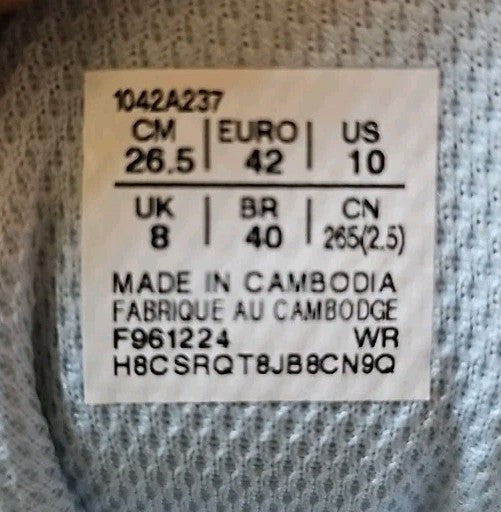 1042A237
CM | EURO | US
26.5 | 42 | 10
UK | BR | CN
8 | 40 | 265(2.5)
MADE IN CAMBODIA
FABRIQUE AU CAMBODGE
F961224 WR
H8CSRQT8JB8CN9Q